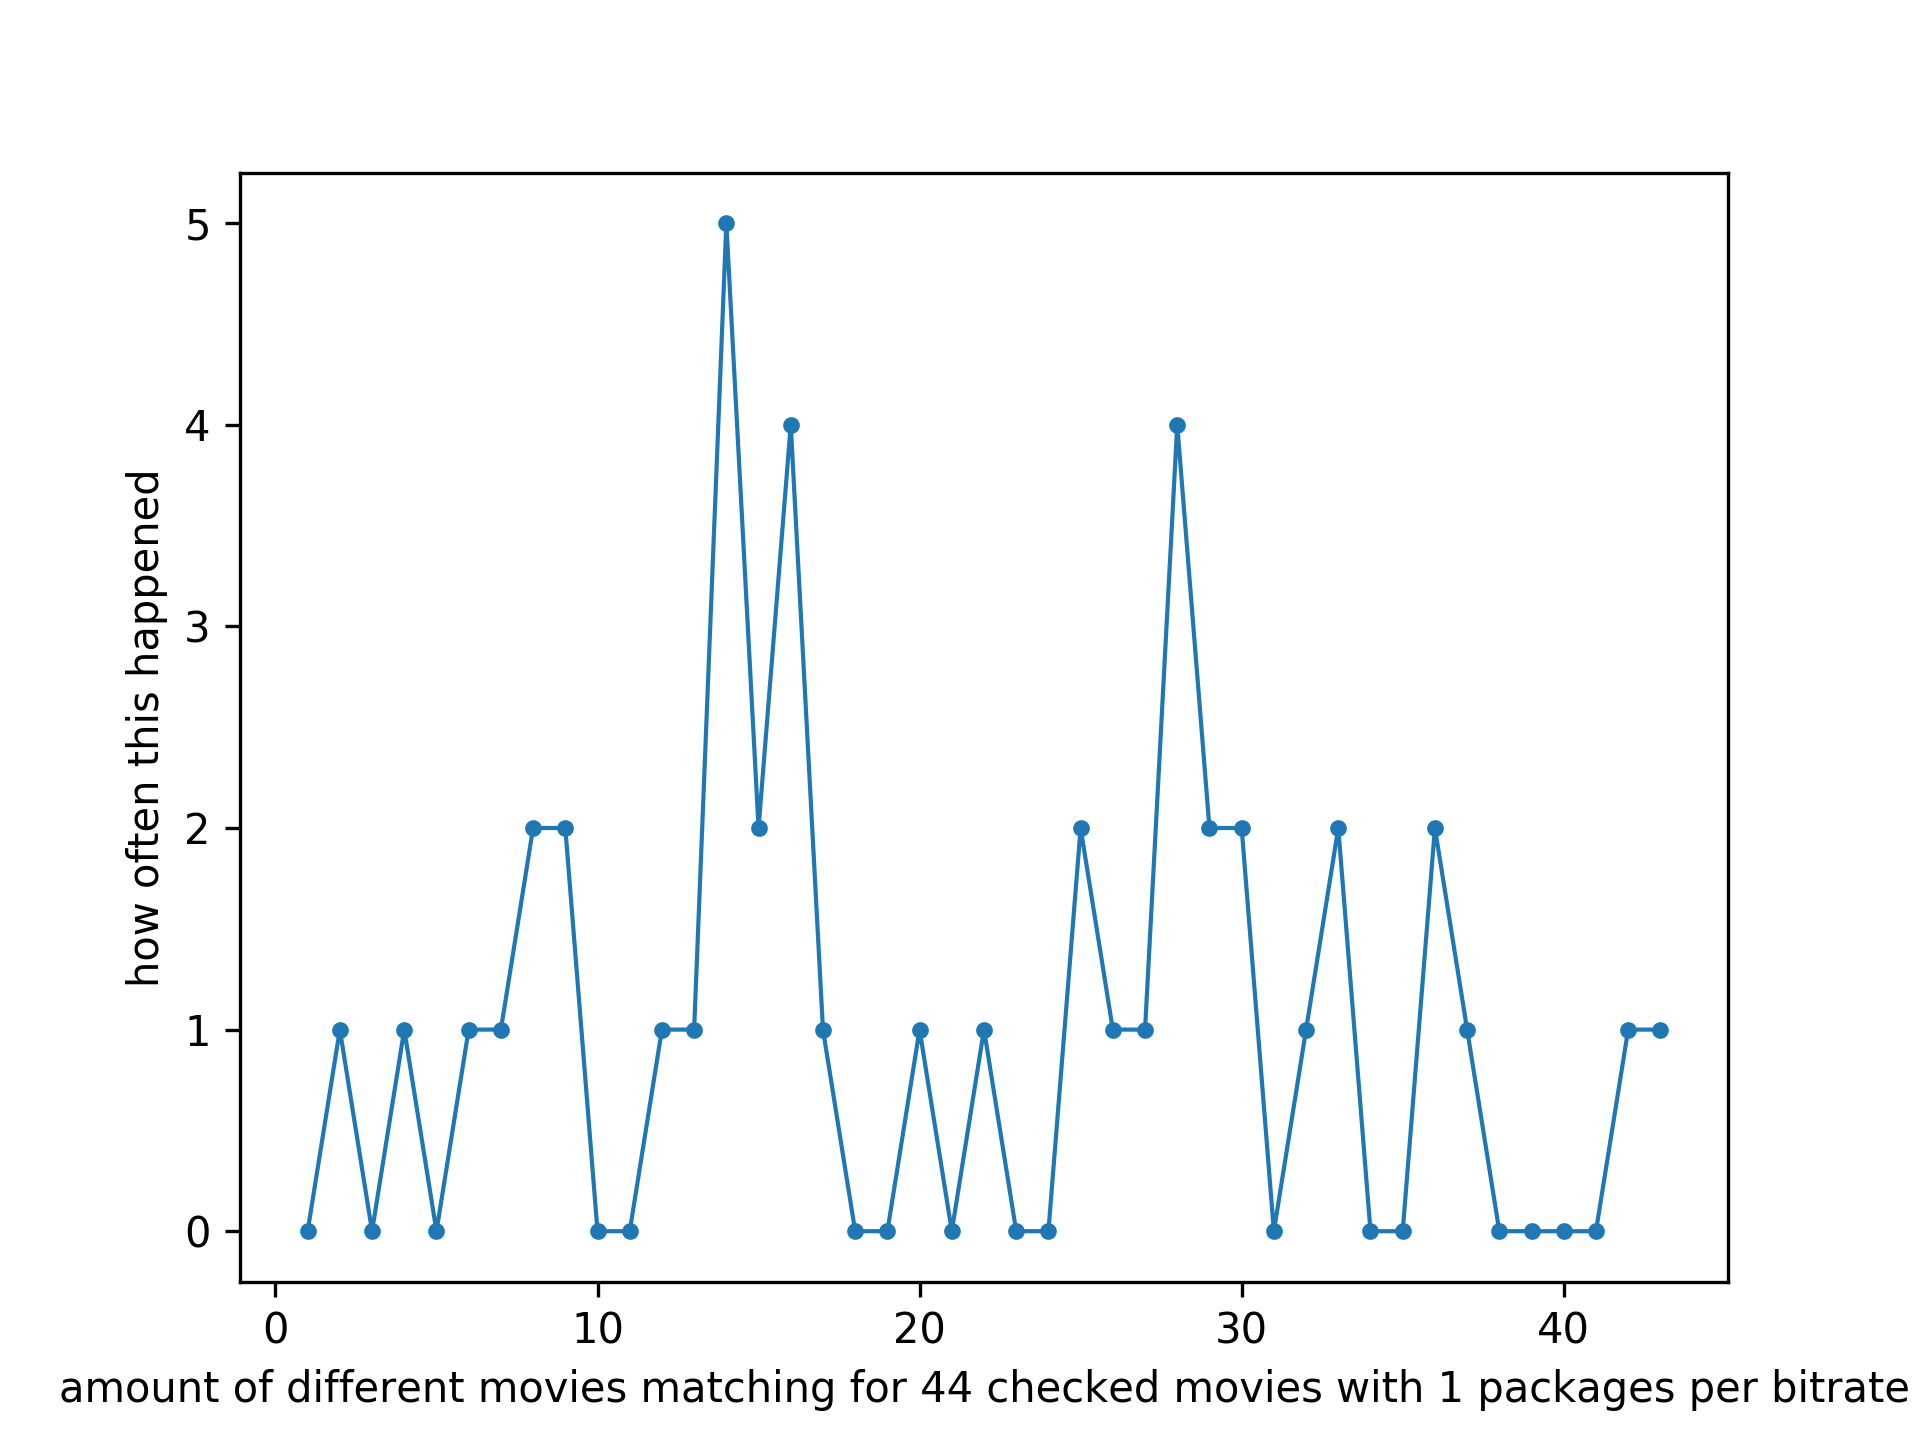 5
4
3
2
1
0
how often this happened
0 10 20 30 40
amount of different movies matching for 44 checked movies with 1 packages per bitrate